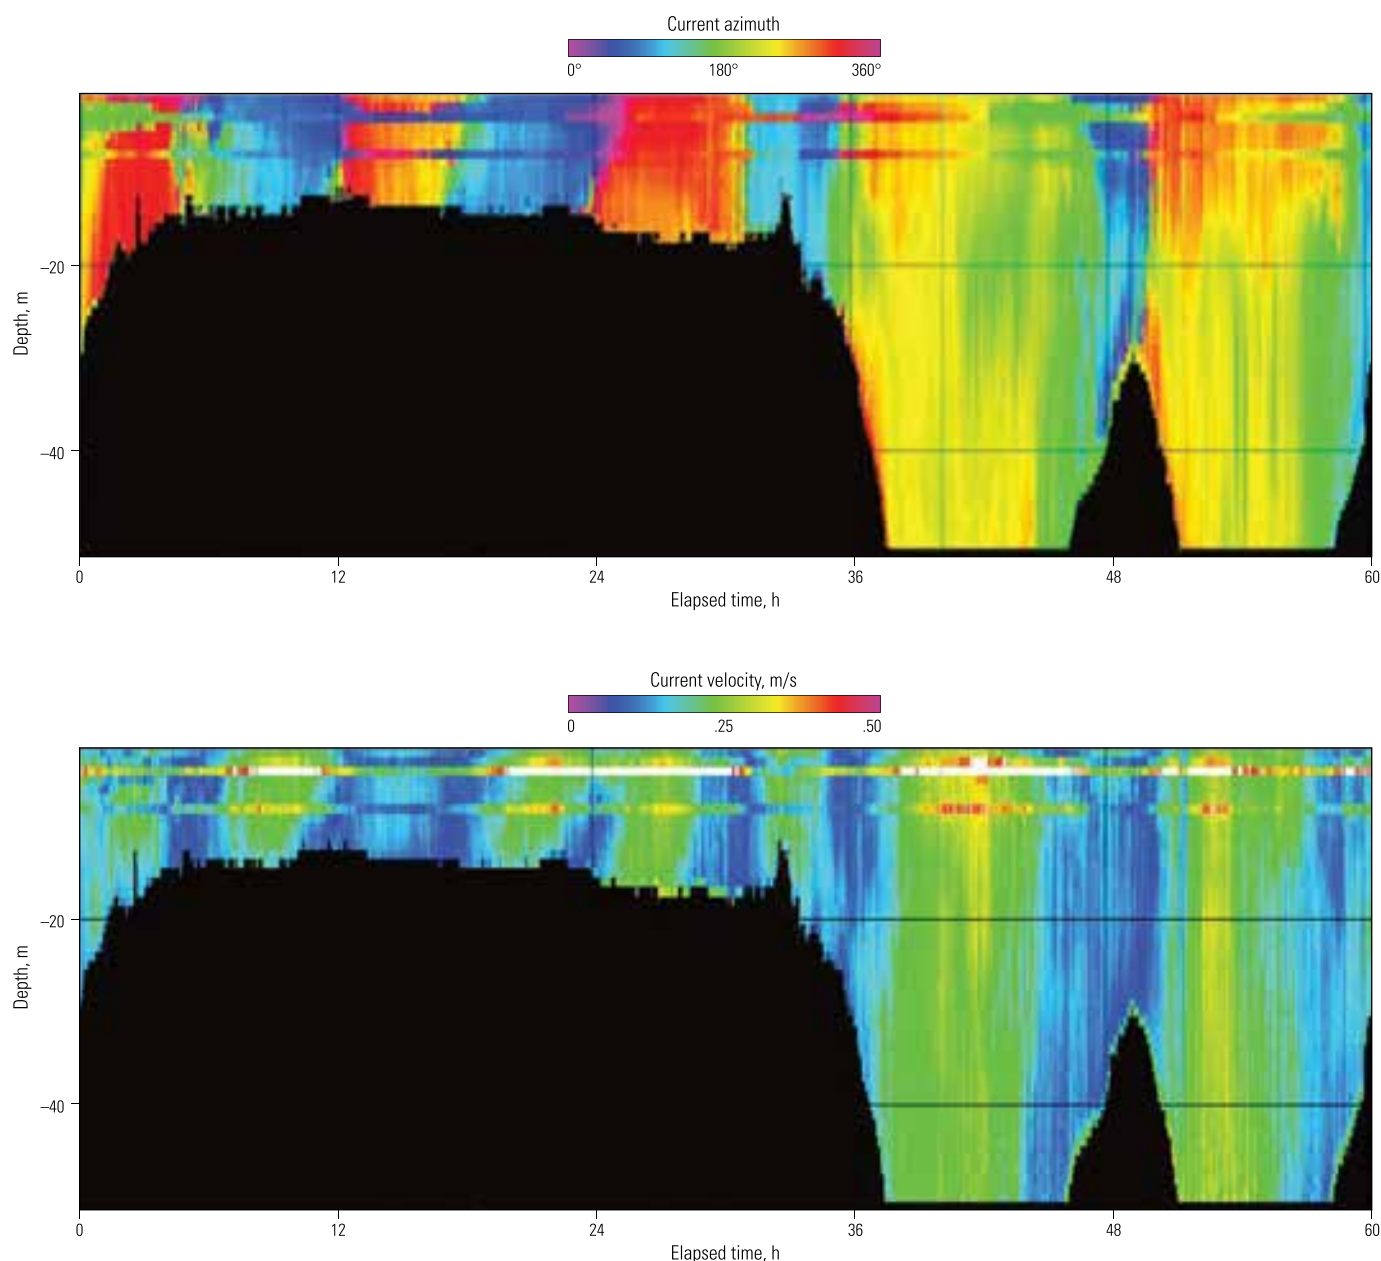 Current azimuth
0° 180° 360°
Depth, m
–20
–40
0 12 24 36 48 60
Elapsed time, h
Current velocity, m/s
0 .25 .50
Depth, m
–20
–40
0 12 24 36 48 60
Elapsed time, h